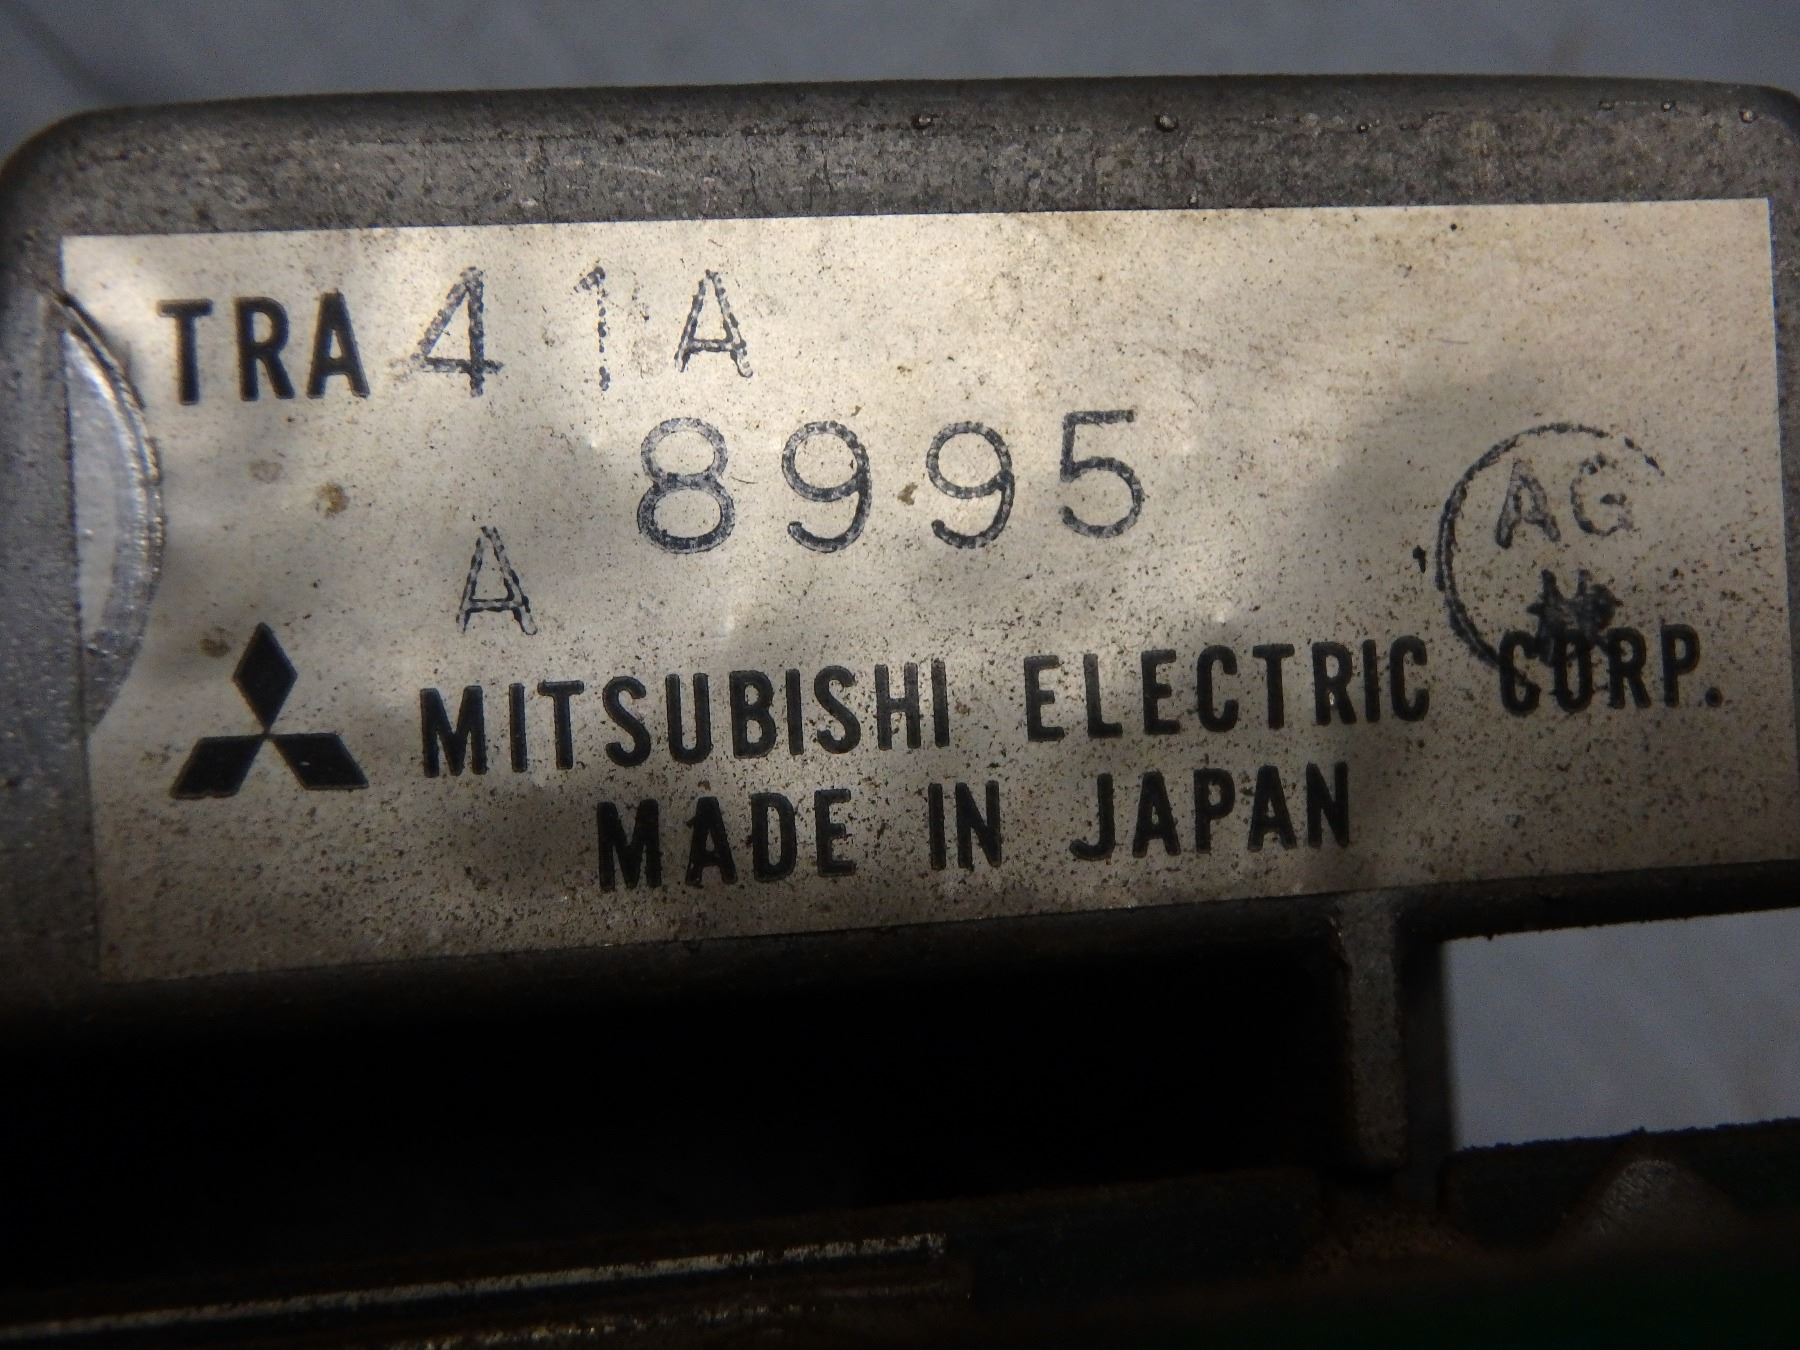 TRA 41A
A 8995
AG
MITSUBISHI ELECTRIC CORP.
MADE IN JAPAN